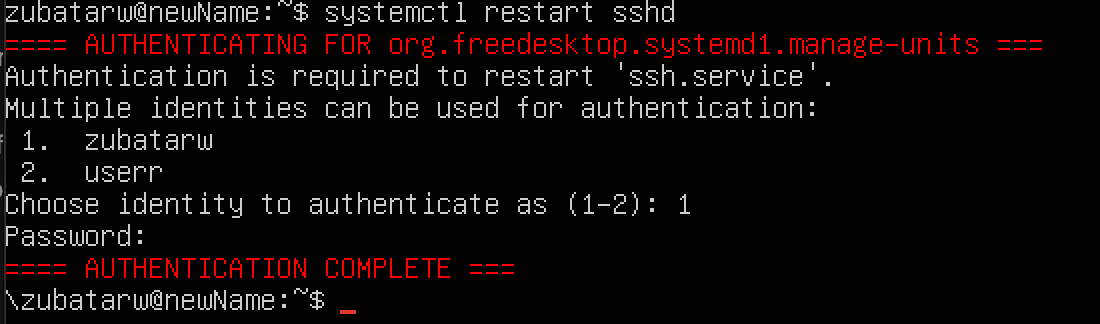 zubatarw@newName:~$ systemctl restart sshd
==== AUTHENTICATING FOR org.freedesktop.systemd1.manage-units ===
Authentication is required to restart 'ssh.service'.
Multiple identities can be used for authentication:
 1.  zubatarw
 2.  userr
Choose identity to authenticate as (1-2): 1
Password:
==== AUTHENTICATION COMPLETE ===
\zubatarw@newName:~$ _